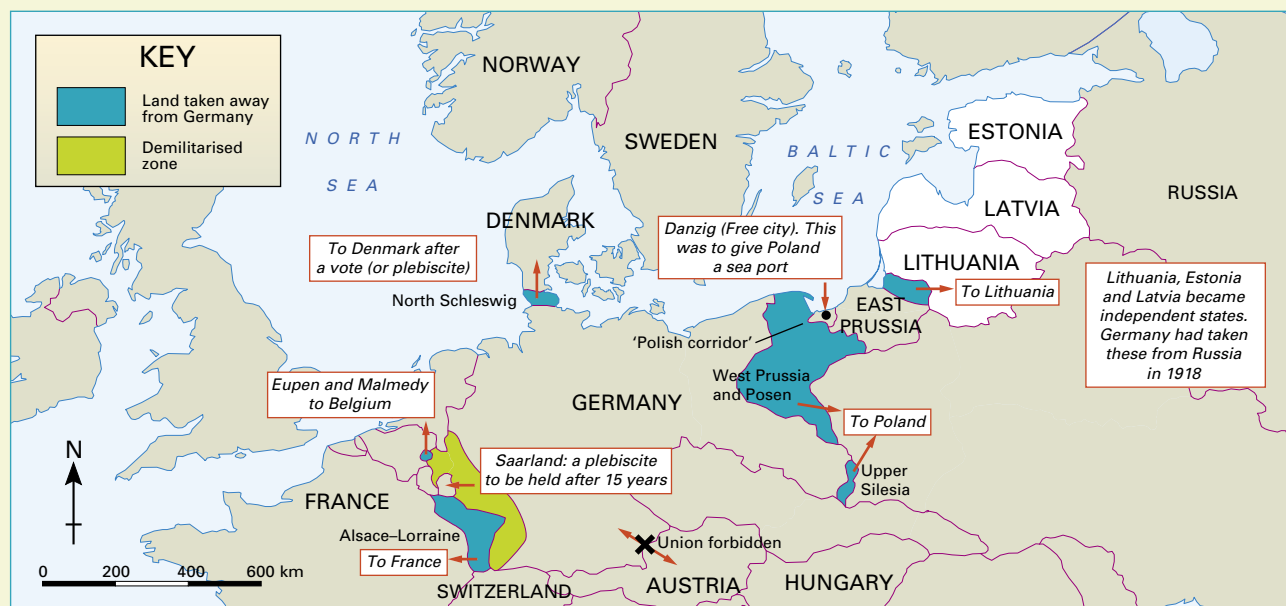 KEY
Land taken away
from Germany
Demilitarised
zone
NORWAY
SWEDEN
ESTONIA
LATVIA
LITHUANIA
RUSSIA
NORTH
SEA
BALTIC
SEA
DENMARK
To Denmark after
a vote (or plebiscite)
North Schleswig
Danzig (Free city). This
was to give Poland
a sea port
To Lithuania
Lithuania, Estonia
and Latvia became
independent states.
Germany had taken
these from Russia
in 1918
EAST
PRUSSIA
'Polish corridor'
West Prussia
and Posen
To Poland
Upper
Silesia
Eupen and Malmedy
to Belgium
GERMANY
Saarland: a plebiscite
to be held after 15 years
N
FRANCE
Alsace–Lorraine
To France
Union forbidden
SWITZERLAND
AUSTRIA
HUNGARY
0 200 400 600 km